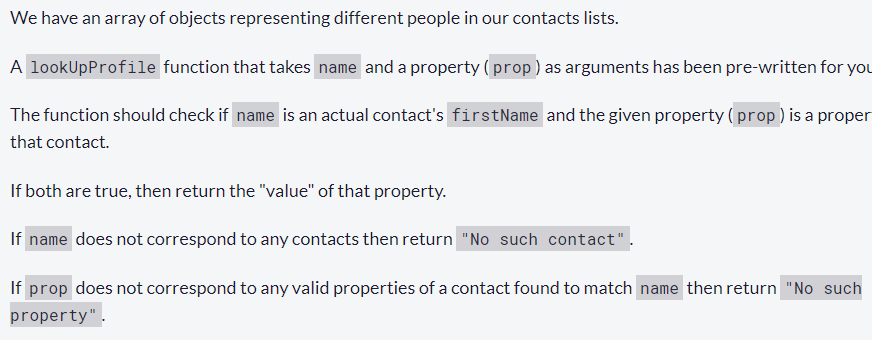 We have an array of objects representing different people in our contacts lists.
A lookUpProfile function that takes name and a property (prop) as arguments has been pre-written for
The function should check if name is an actual contact's firstName and the given property (prop) is a
that contact.
If both are true, then return the "value" of that property.
If name does not correspond to any contacts then return "No such contact".
If prop does not correspond to any valid properties of a contact found to match name then return "No such
property".